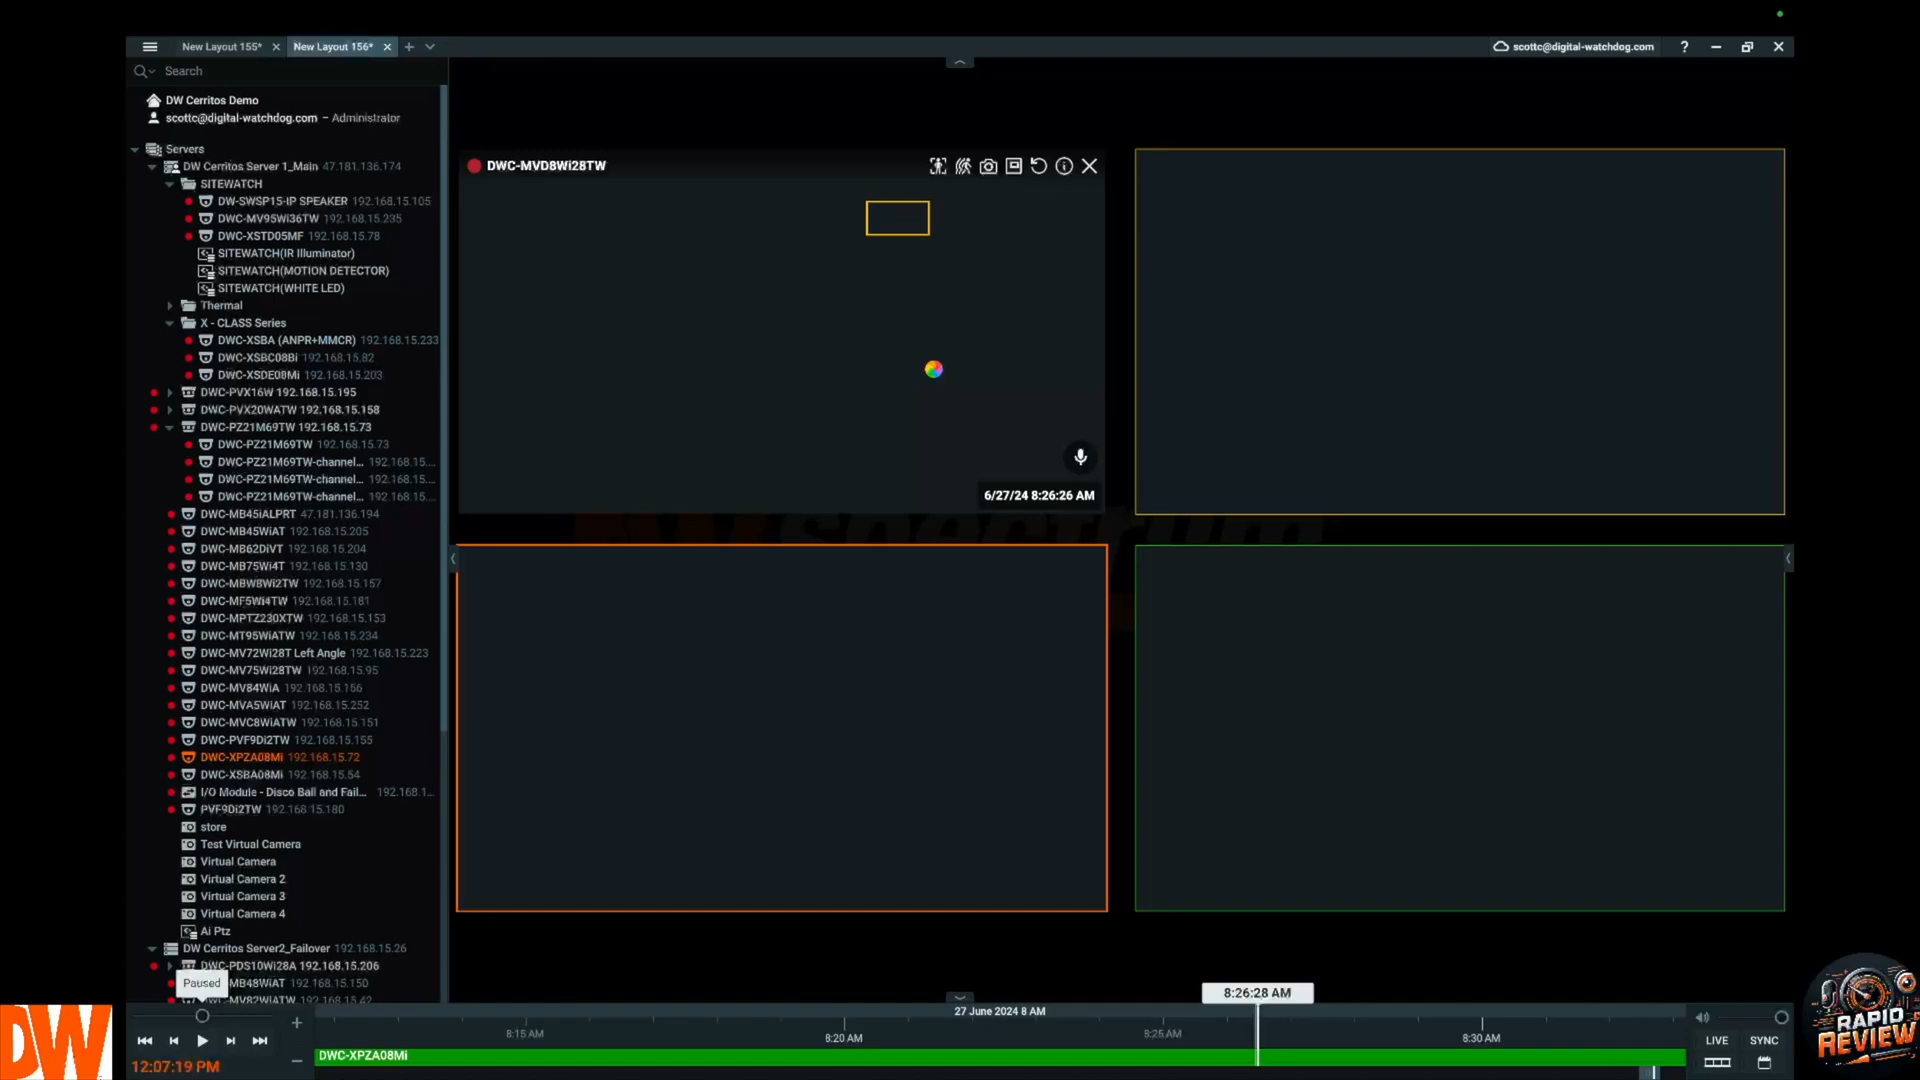 New Layout 155*
New Layout 156*
scottc@digital-watchdog.com
?
Search
DW Cerritos Demo
scottc@digital-watchdog.com – Administrator
Servers
DW Cerritos Server 1_Main 47.181.136.174
SITEWATCH
DW-SWSP15-IP SPEAKER 192.168.15.105
DWC-MV95Wi36TW 192.168.15.235
DWC-XSTD05MF 192.168.15.78
SITEWATCH(IR Illuminator)
SITEWATCH(MOTION DETECTOR)
SITEWATCH(WHITE LED)
Thermal
X - CLASS Series
DWC-XSBA (ANPR+MMCR) 192.168.15.233
DWC-XSBC08Bi 192.168.15.82
DWC-XSDE08Mi 192.168.15.203
DWC-PVX16W 192.168.15.195
DWC-PVX20WATW 192.168.15.158
DWC-PZ21M69TW 192.168.15.73
DWC-PZ21M69TW 192.168.15.73
DWC-PZ21M69TW-channel... 192.168.15....
DWC-PZ21M69TW-channel... 192.168.15....
DWC-PZ21M69TW-channel... 192.168.15....
DWC-MB45iALPRT 47.181.136.194
DWC-MB45WiAT 192.168.15.205
DWC-MB62DiVT 192.168.15.204
DWC-MB75Wi4T 192.168.15.130
DWC-MBW8Wi2TW 192.168.15.157
DWC-MF5Wi4TW 192.168.15.181
DWC-MPTZ230XTW 192.168.15.153
DWC-MT95WiATW 192.168.15.234
DWC-MV72Wi28T Left Angle 192.168.15.223
DWC-MV75Wi28TW 192.168.15.95
DWC-MV84WiA 192.168.15.156
DWC-MVA5WiAT 192.168.15.252
DWC-MVC8WiATW 192.168.15.151
DWC-PVF9Di2TW 192.168.15.155
DWC-XPZA08Mi 192.168.15.72
DWC-XSBA08Mi 192.168.15.54
I/O Module - Disco Ball and Fail... 192.168.1...
PVF9Di2TW 192.168.15.180
store
Test Virtual Camera
Virtual Camera
Virtual Camera 2
Virtual Camera 3
Virtual Camera 4
Ai Ptz
DW Cerritos Server2_Failover 192.168.15.26
DWC-PDS10Wi28A 192.168.15.206
MB48WiAT 192.168.15.150
MV82WiATW 192.168.15.42
Paused
DWC-MVD8Wi28TW
6/27/24 8:26:26 AM
spectrum
8:26:28 AM
27 June 2024 8 AM
8:15 AM
8:20 AM
8:25 AM
8:30 AM
DWC-XPZA08Mi
12:07:19 PM
LIVE
SYNC
DW
RAPID
REVIEW